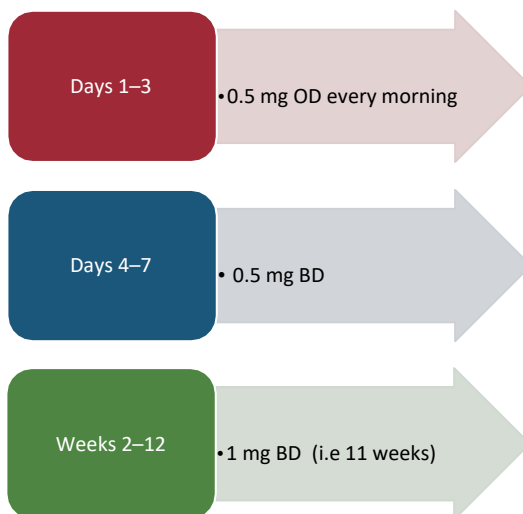 Days 1–3
•0.5 mg OD every morning
Days 4–7
• 0.5 mg BD
Weeks 2–12
•1 mg BD  (i.e 11 weeks)